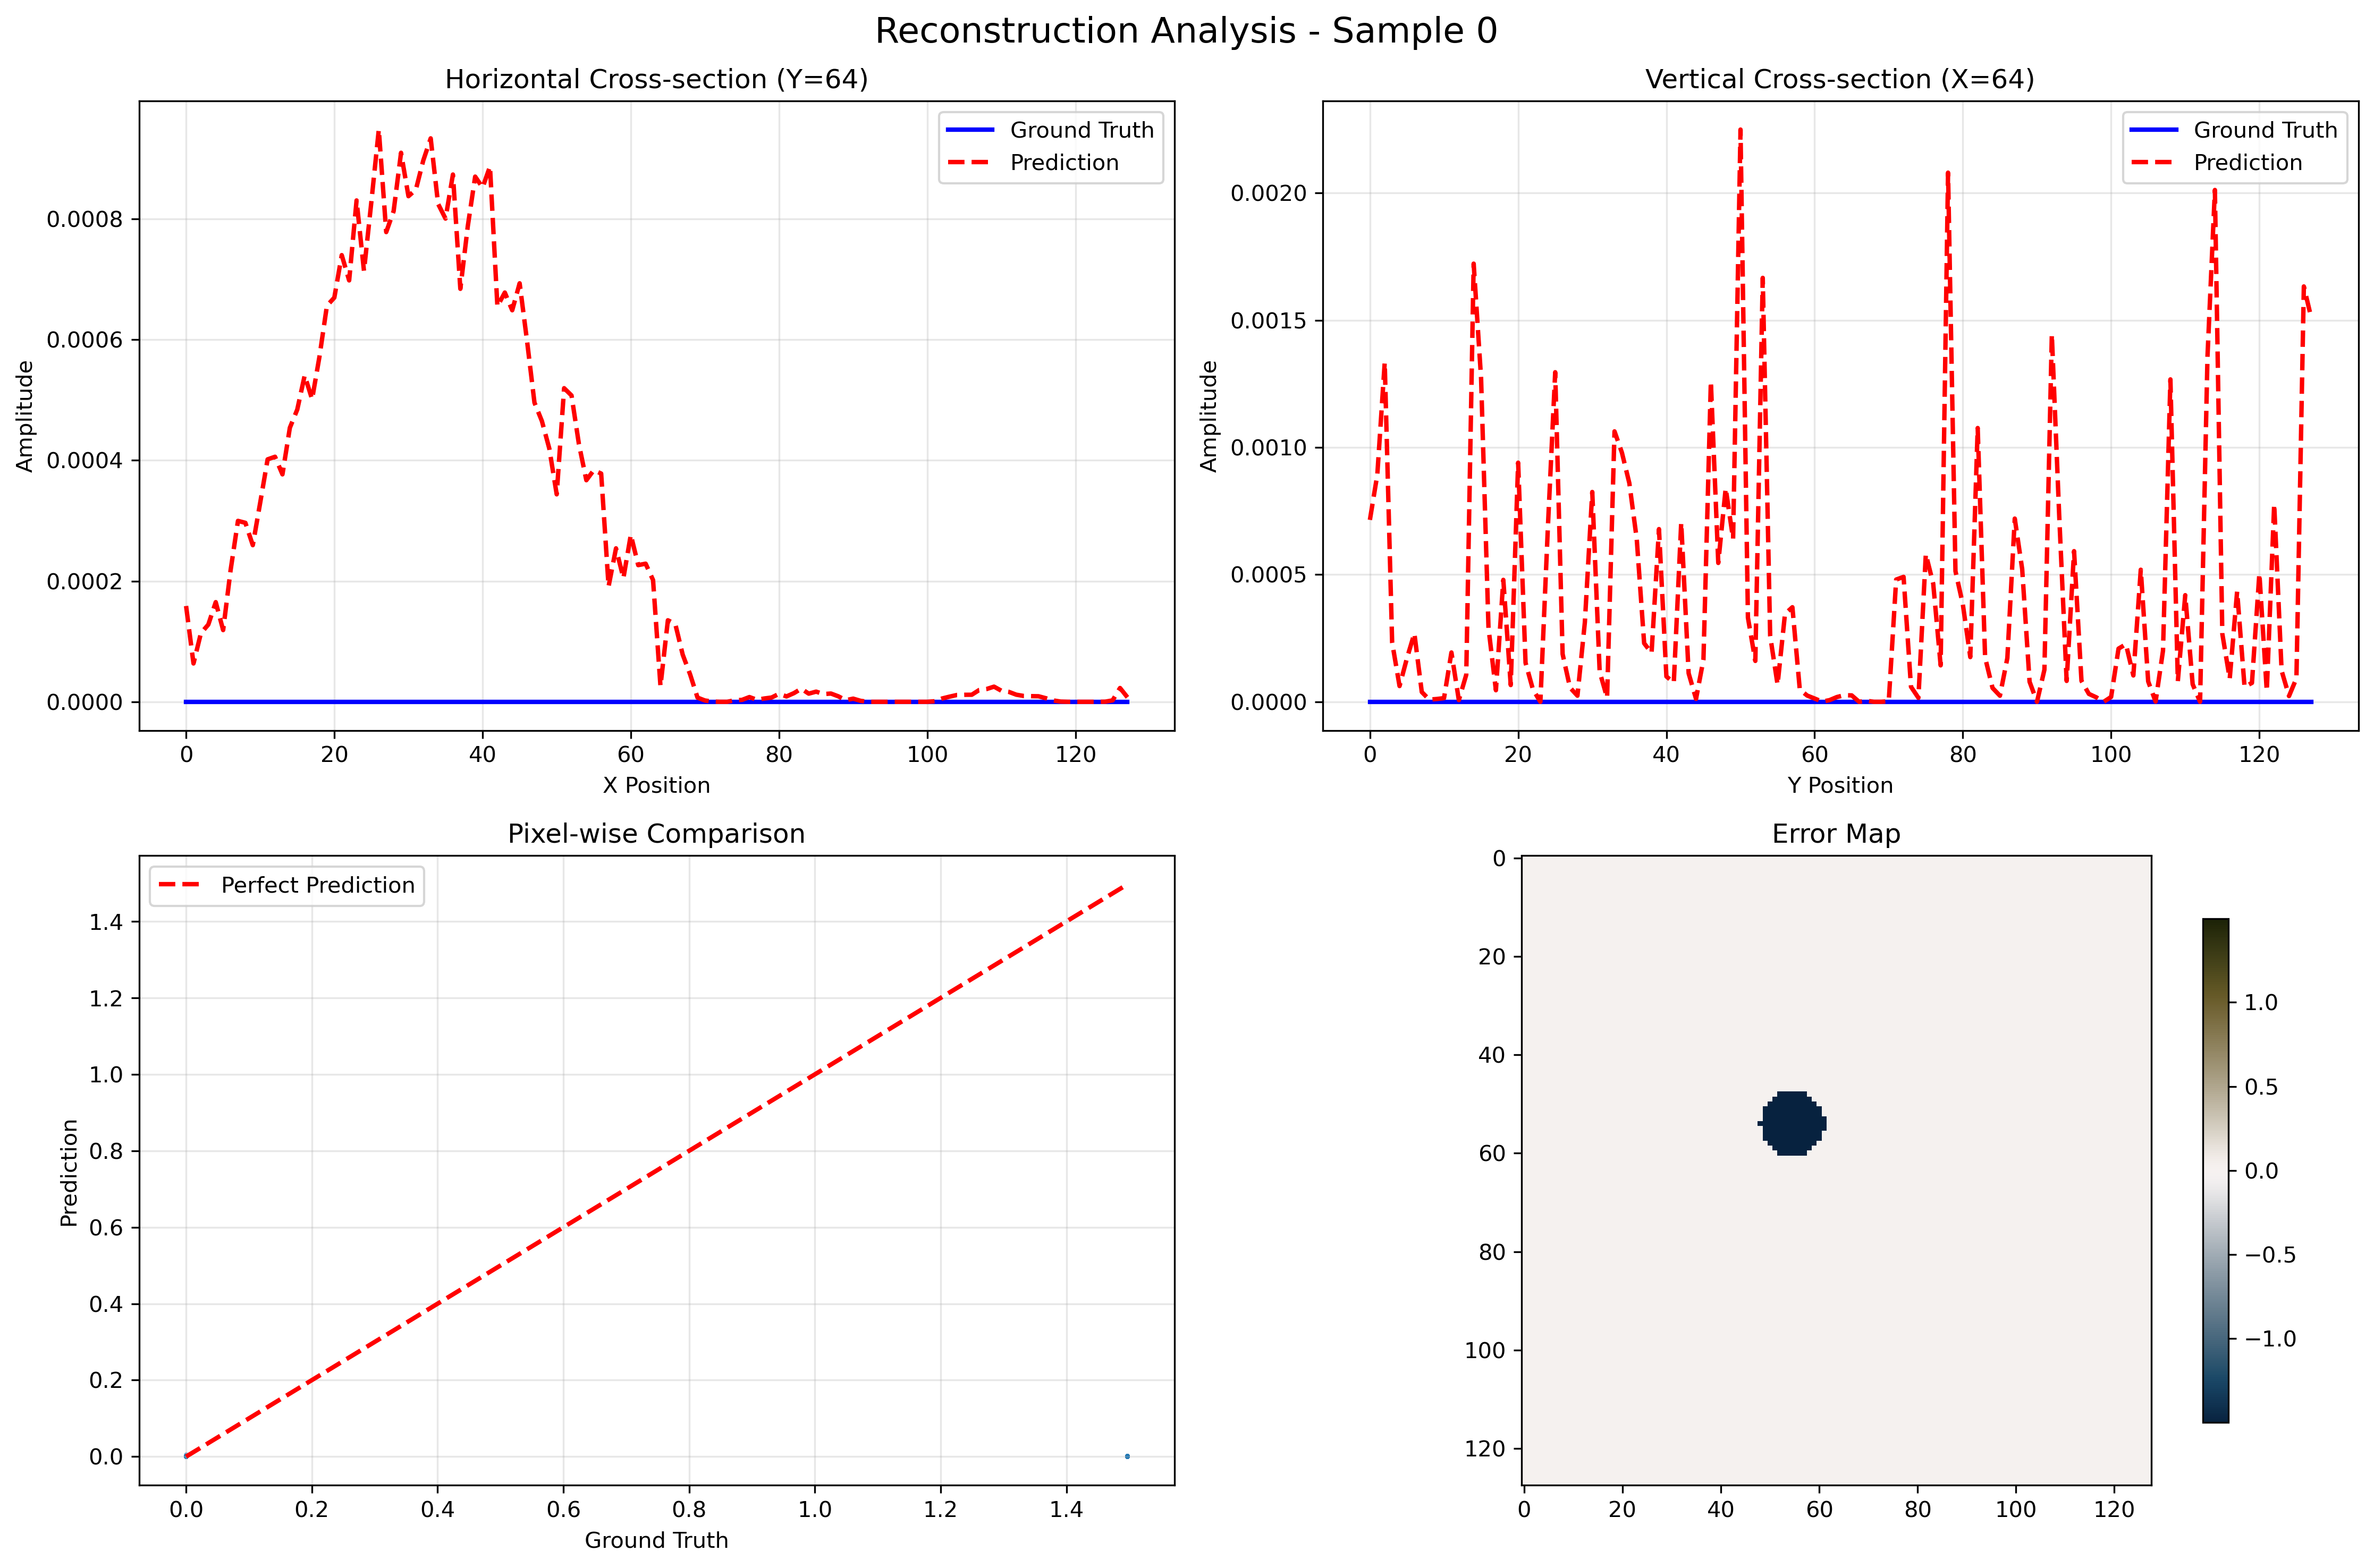 Reconstruction Analysis - Sample 0
Horizontal Cross-section (Y=64)
Amplitude
0.0008
0.0006
0.0004
0.0002
0.0000
Ground Truth
Prediction
0 20 40 60 80 100 120
X Position
Vertical Cross-section (X=64)
Amplitude
0.0020
0.0015
0.0010
0.0005
0.0000
Ground Truth
Prediction
0 20 40 60 80 100 120
Y Position
Pixel-wise Comparison
Prediction
1.4
1.2
1.0
0.8
0.6
0.4
0.2
0.0
Perfect Prediction
0.0 0.2 0.4 0.6 0.8 1.0 1.2 1.4
Ground Truth
Error Map
0
20
40
60
80
100
120
0 20 40 60 80 100 120
1.0
0.5
0.0
−0.5
−1.0